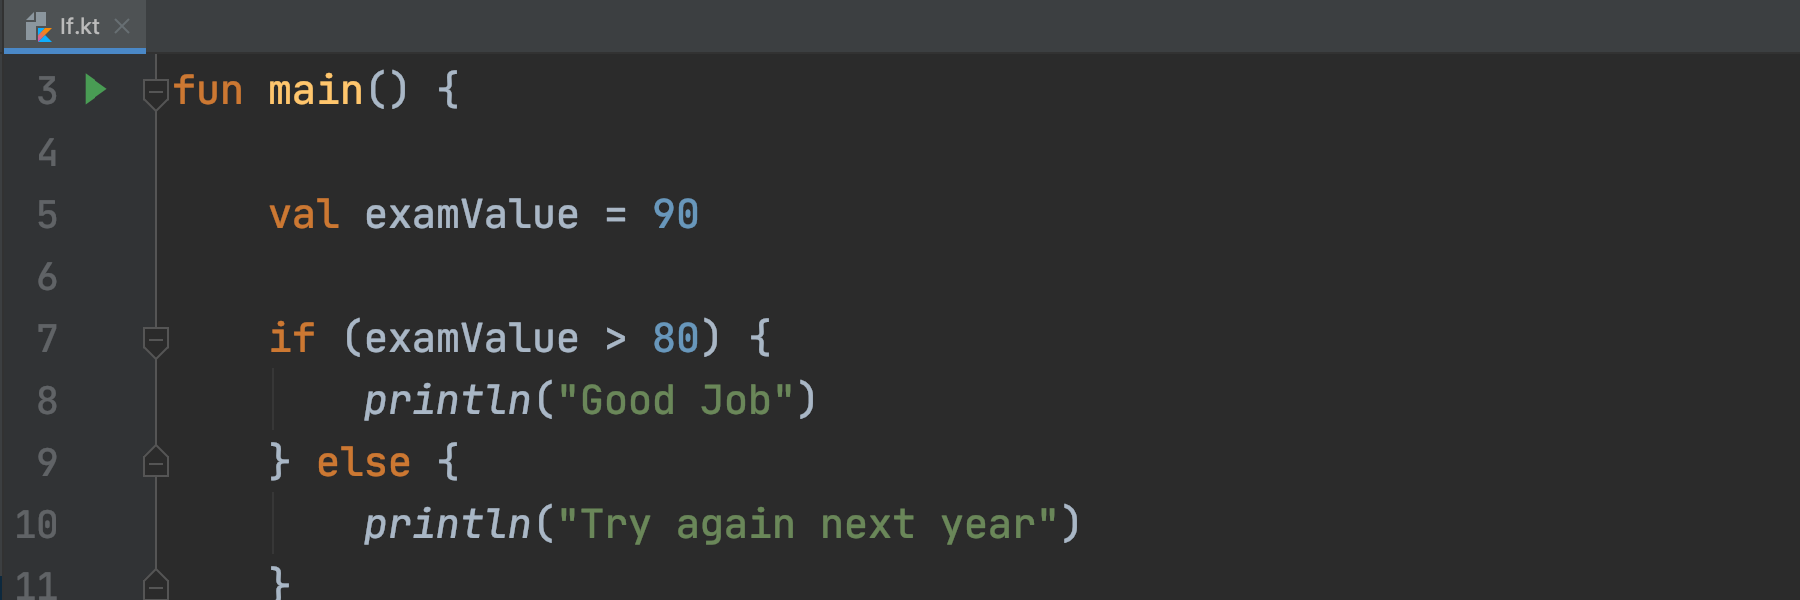 If.kt
3 fun main() {
4
5 val examValue = 90
6
7 if (examValue > 80) {
8 println("Good Job")
9 } else {
10 println("Try again next year")
11 }